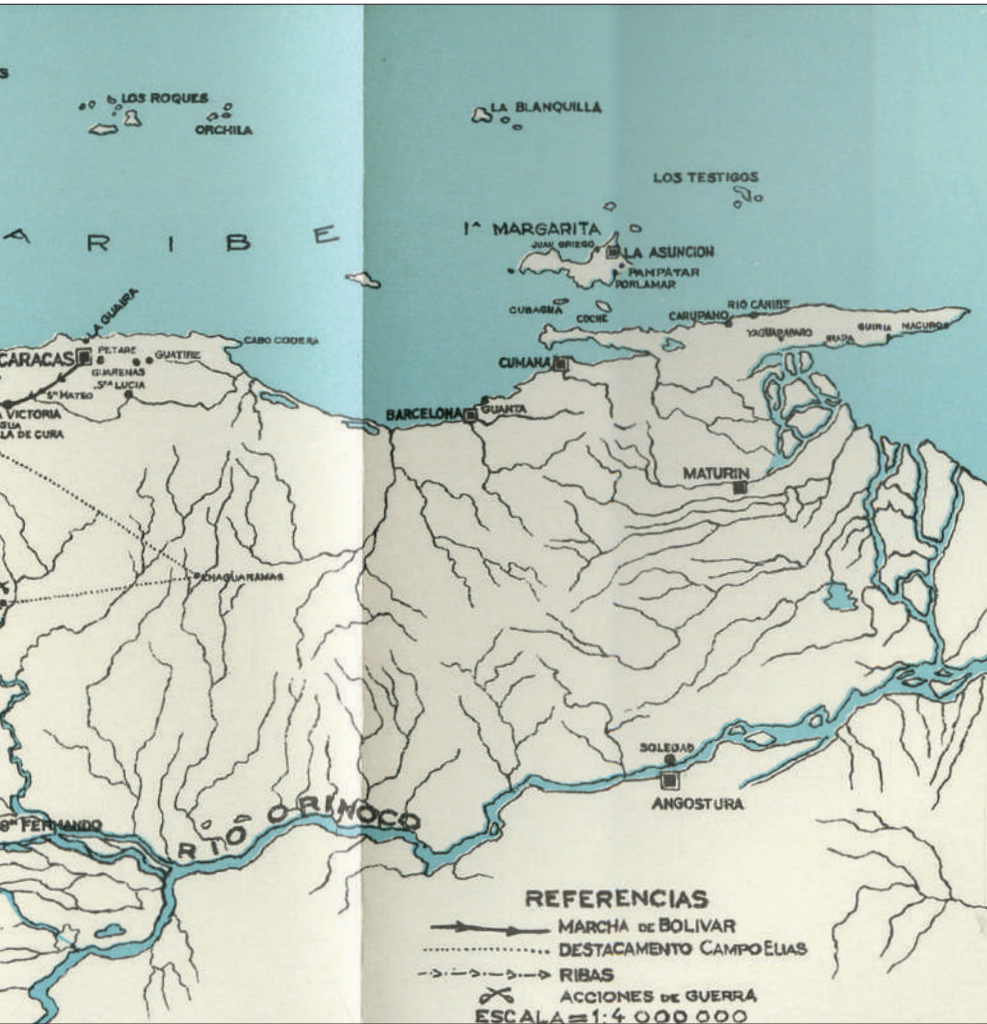 S
LOS ROQUES
ORCHILA
LA BLANQUILLA
LOS TESTIGOS
A R I B E
Iᴬ MARGARITA
JUAN GRIEGO
LA ASUNCION
PAMPATAR
PORLAMAR
CUBAGUA
COCHE
RIO CARIBE
CARUPANO
YAGUARAPARO
IRAPA
GUIRIA
MACURO
LA GUAIRA
CABO CODERA
CARACAS
PETARE
GUATIRE
GUARENAS
Sᵗᴬ LUCIA
Sⁿ MATEO
A VICTORIA
GUA
LLA DE CURA
CUMANA
BARCELONA
GUANTA
MATURIN
CHAGUARAMAS
SOLEDAD
ANGOSTURA
Sⁿ FERNANDO
RIO ORINOCO
REFERENCIAS
MARCHA DE BOLIVAR
DESTACAMENTO CAMPO ELIAS
RIBAS
ACCIONES DE GUERRA
ESCALA = 1:4 000 000